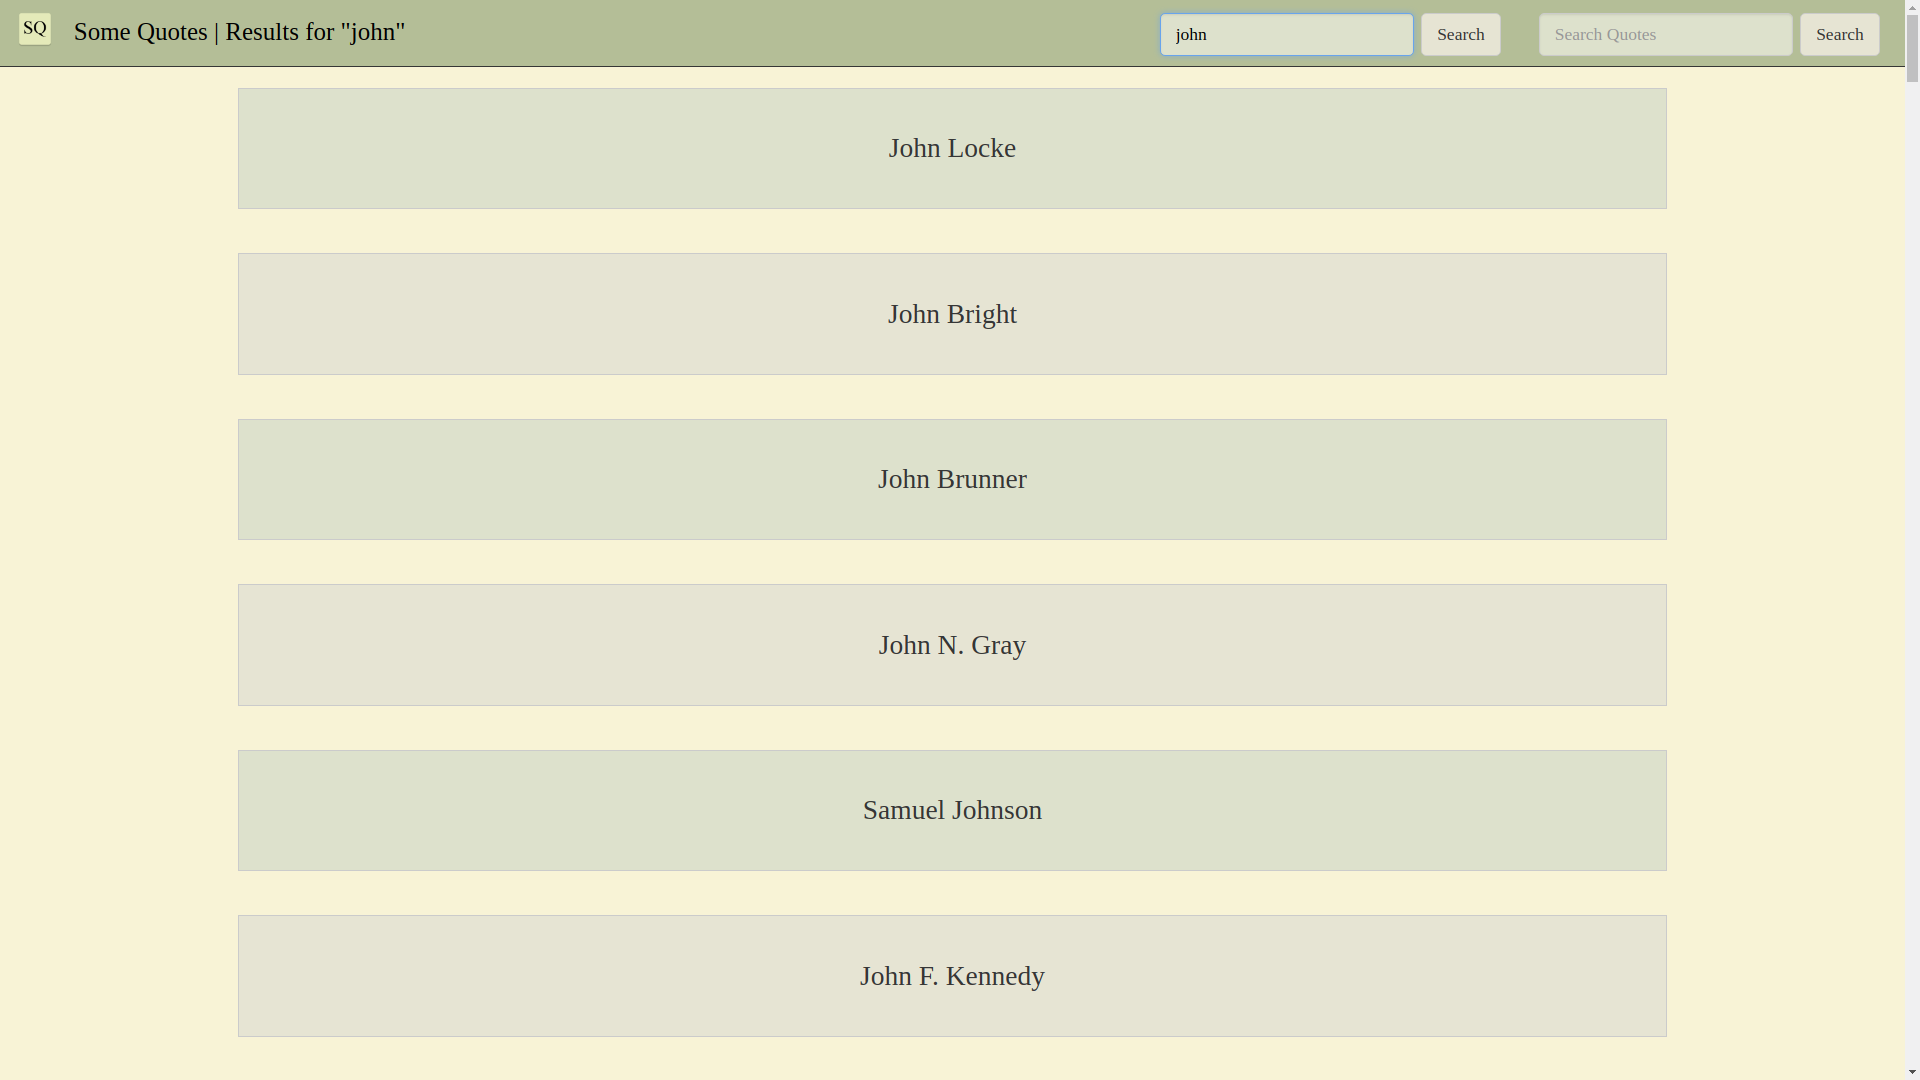 SQ Some Quotes | Results for "john" john Search Search Quotes Search
John Locke
John Bright
John Brunner
John N. Gray
Samuel Johnson
John F. Kennedy